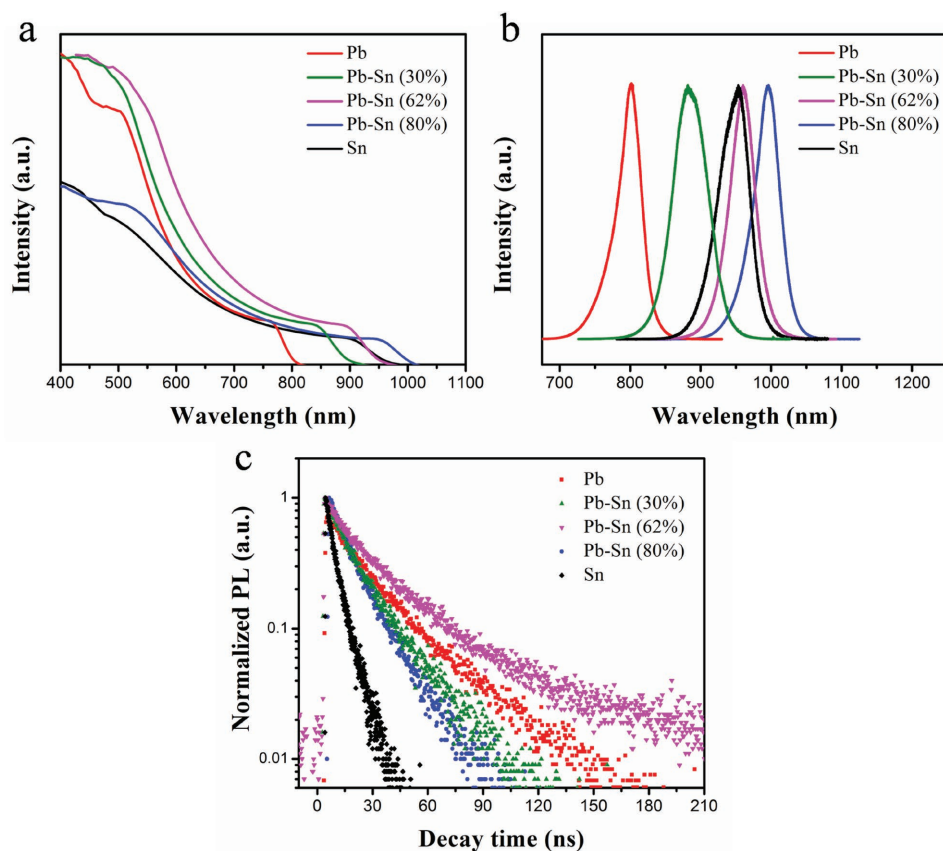 a
Pb
Pb-Sn (30%)
Pb-Sn (62%)
Pb-Sn (80%)
Sn
Intensity (a.u.)
400 500 600 700 800 900 1000 1100
Wavelength (nm)
b
Pb
Pb-Sn (30%)
Pb-Sn (62%)
Pb-Sn (80%)
Sn
Intensity (a.u.)
700 800 900 1000 1100 1200
Wavelength (nm)
c
Pb
Pb-Sn (30%)
Pb-Sn (62%)
Pb-Sn (80%)
Sn
Normalized PL (a.u.)
1
0.1
0.01
0 30 60 90 120 150 180 210
Decay time (ns)